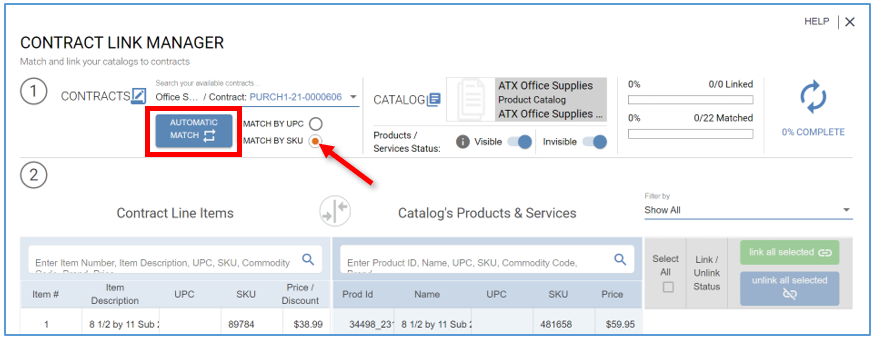 HELP
CONTRACT LINK MANAGER
Match and link your catalogs to contracts
1
CONTRACTS
Search your available contracts...
Office S... / Contract: PURCH1-21-0000606
AUTOMATIC
MATCH
MATCH BY UPC
MATCH BY SKU
CATALOG
ATX Office Supplies
Product Catalog
ATX Office Supplies ...
Products /
Services Status:
Visible
Invisible
0% 0/0 Linked
0% 0/22 Matched
0% COMPLETE
2
Contract Line Items
Catalog's Products & Services
Filter by
Show All
Enter Item Number, Item Description, UPC, SKU, Commodity
Code, Brand, Price
Enter Product ID, Name, UPC, SKU, Commodity Code,
Brand
Select
All
Link /
Unlink
Status
link all selected
unlink all selected
Item # Item
Description UPC SKU Price /
Discount
Prod Id Name UPC SKU Price
1 8 1/2 by 11 Sub 89784 $38.99 34498_231 8 1/2 by 11 Sub 481658 $59.95